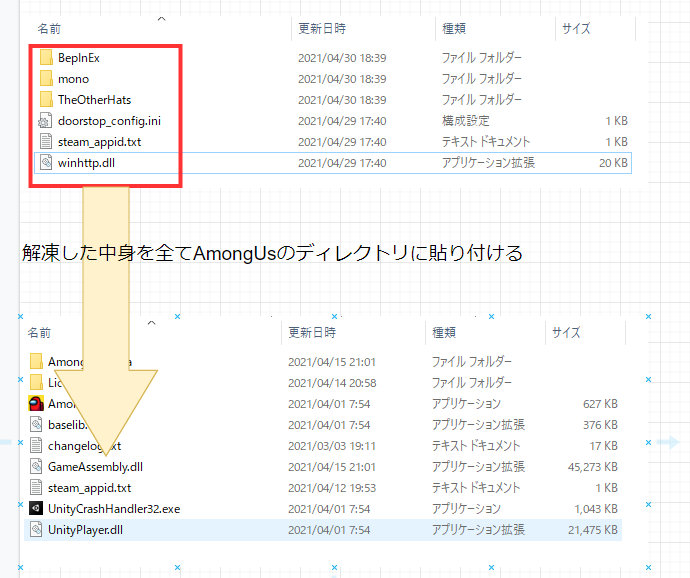 名前 更新日時 種類 サイズ
BepInEx 2021/04/30 18:39 ファイル フォルダー
mono 2021/04/30 18:39 ファイル フォルダー
TheOtherHats 2021/04/30 18:39 ファイル フォルダー
doorstop_config.ini 2021/04/29 17:40 構成設定 1 KB
steam_appid.txt 2021/04/29 17:40 テキスト ドキュメント 1 KB
winhttp.dll 2021/04/29 17:40 アプリケーション拡張 20 KB
解凍した中身を全てAmongUsのディレクトリに貼り付ける
名前 更新日時 種類 サイズ
2021/04/15 21:01 ファイル フォルダー
2021/04/14 20:58 ファイル フォルダー
2021/04/01 7:54 アプリケーション 627 KB
2021/04/01 7:54 アプリケーション拡張 376 KB
2021/03/03 19:11 テキスト ドキュメント 17 KB
GameAssembly.dll 2021/04/15 21:01 アプリケーション拡張 45,273 KB
steam_appid.txt 2021/04/12 19:53 テキスト ドキュメント 1 KB
UnityCrashHandler32.exe 2021/04/01 7:54 アプリケーション 1,043 KB
UnityPlayer.dll 2021/04/01 7:54 アプリケーション拡張 21,475 KB